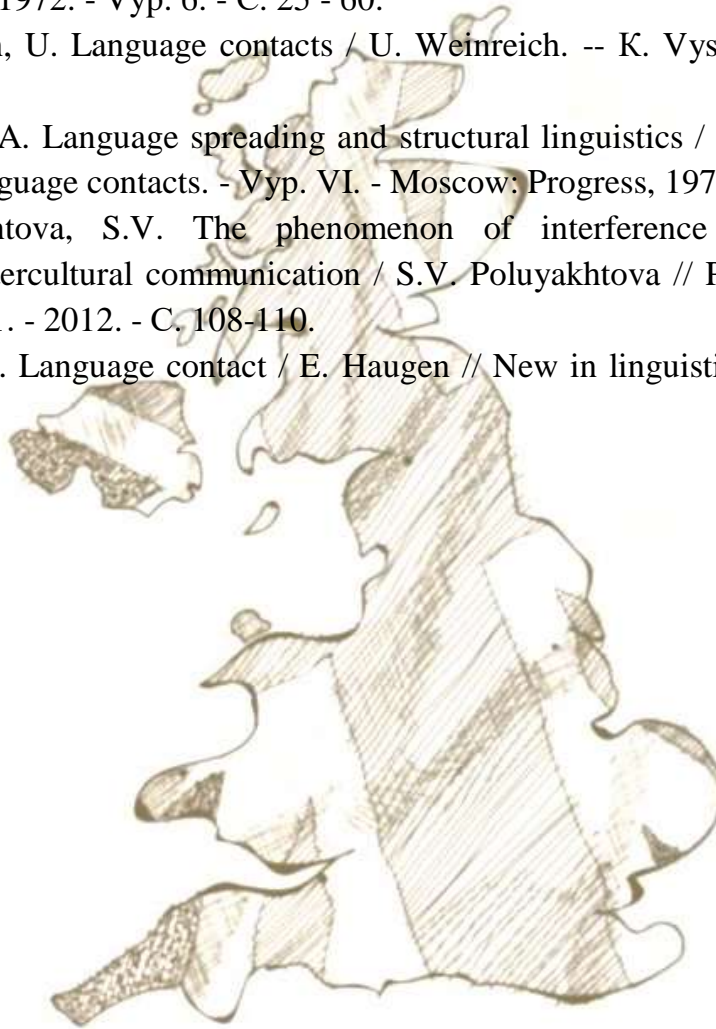 1972. - Vyp. 6. - C. 25 - 60.
, U. Language contacts / U. Weinreich. -- K. Vys
A. Language spreading and structural linguistics /
guage contacts. - Vyp. VI. - Moscow: Progress, 197
ntova, S.V. The phenomenon of interference
ercultural communication / S.V. Poluyakhtova //
. - 2012. - C. 108-110.
. Language contact / E. Haugen // New in linguisti